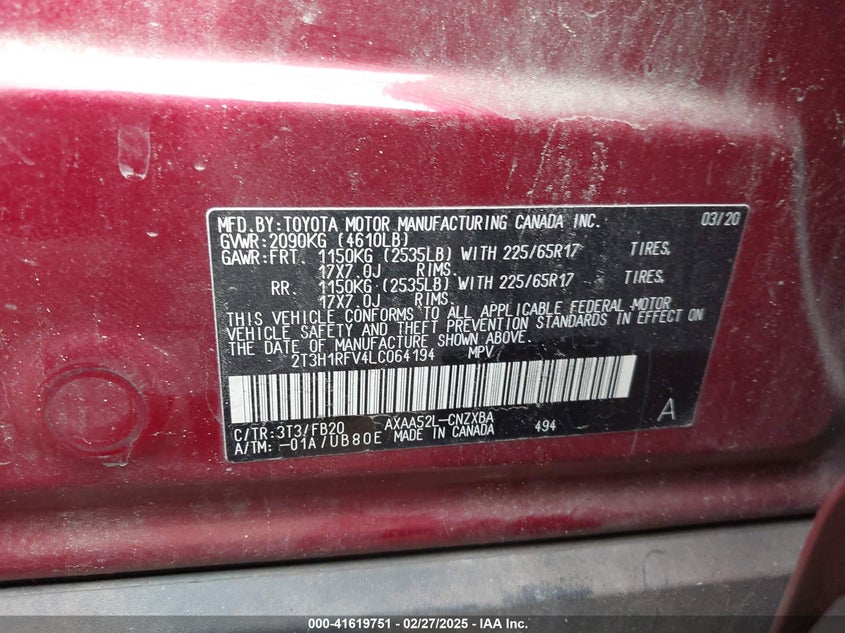 MFD.BY:TOYOTA MOTOR MANUFACTURING CANADA INC. 03/20
GVWR:2090KG (4610LB)
GAWR:FRT. 1150KG (2535LB) WITH 225/65R17 TIRES,
17X7.0J RIMS.
RR. 1150KG (2535LB) WITH 225/65R17 TIRES,
17X7.0J RIMS.
THIS VEHICLE CONFORMS TO ALL APPLICABLE FEDERAL MOTOR
VEHICLE SAFETY AND THEFT PREVENTION STANDARDS IN EFFECT ON
THE DATE OF MANUFACTURE SHOWN ABOVE.
2T3H1RFV4LC064194 MPV
A
C/TR:3T3/FB20 AXAA52L-CNZXBA 494
A/TM:-01A/UB80E MADE IN CANADA
000-41619751 - 02/27/2025 - IAA Inc.